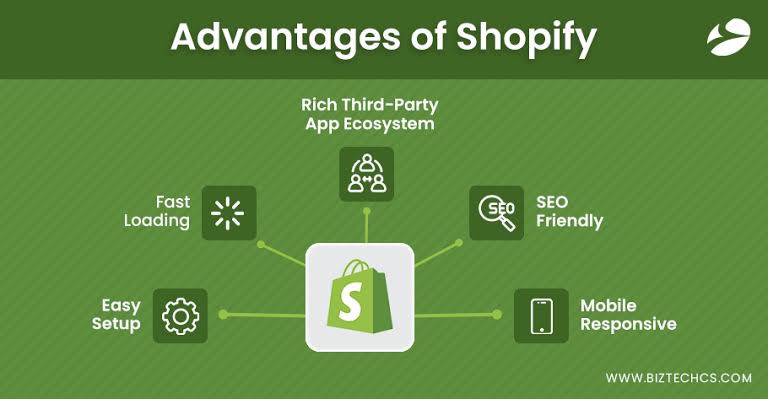 Advantages of Shopify
Rich Third-Party
App Ecosystem
Fast
Loading
SEO
SEO
Friendly
Easy
Setup
S
Mobile
Responsive
WWW.BIZTECHCS.COM